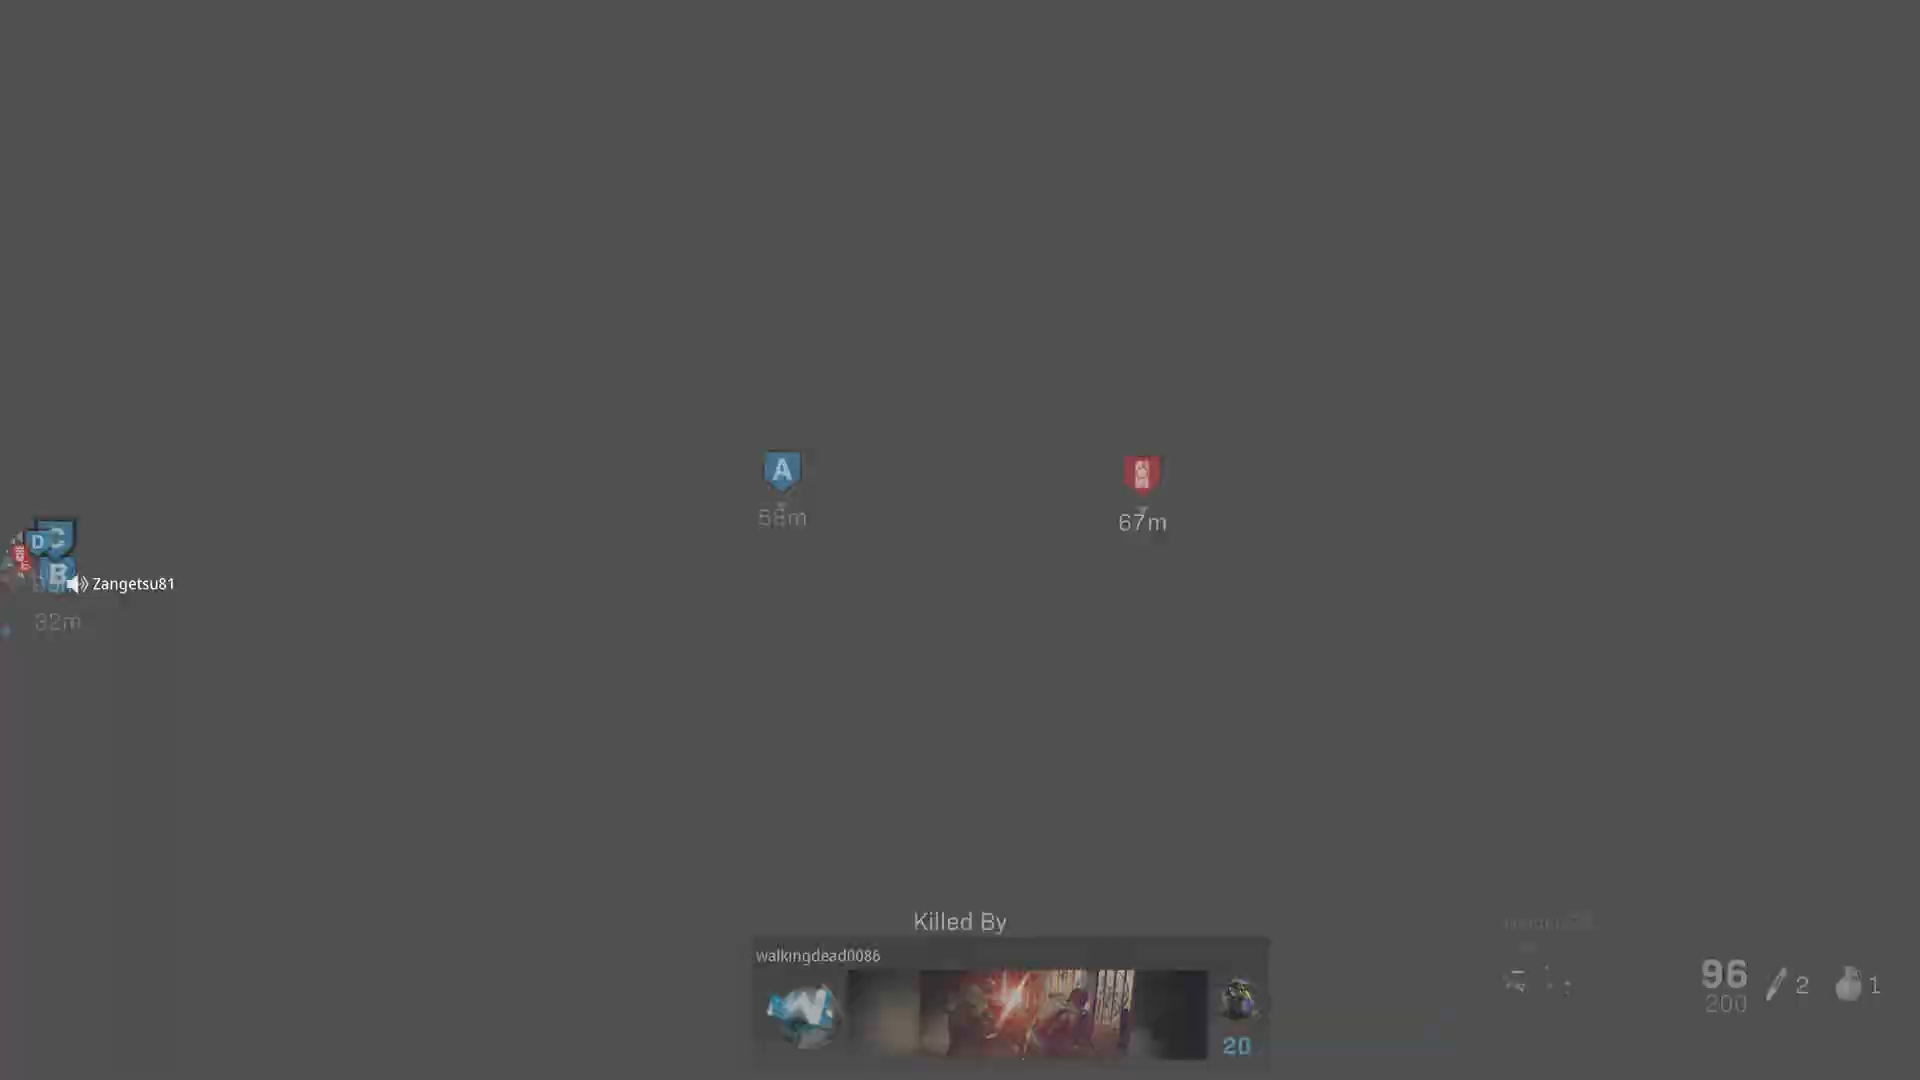 A
58m
67m
C
D
B
Zangetsu81
32m
Killed By
walkingdead0086
20
96
200
2
1